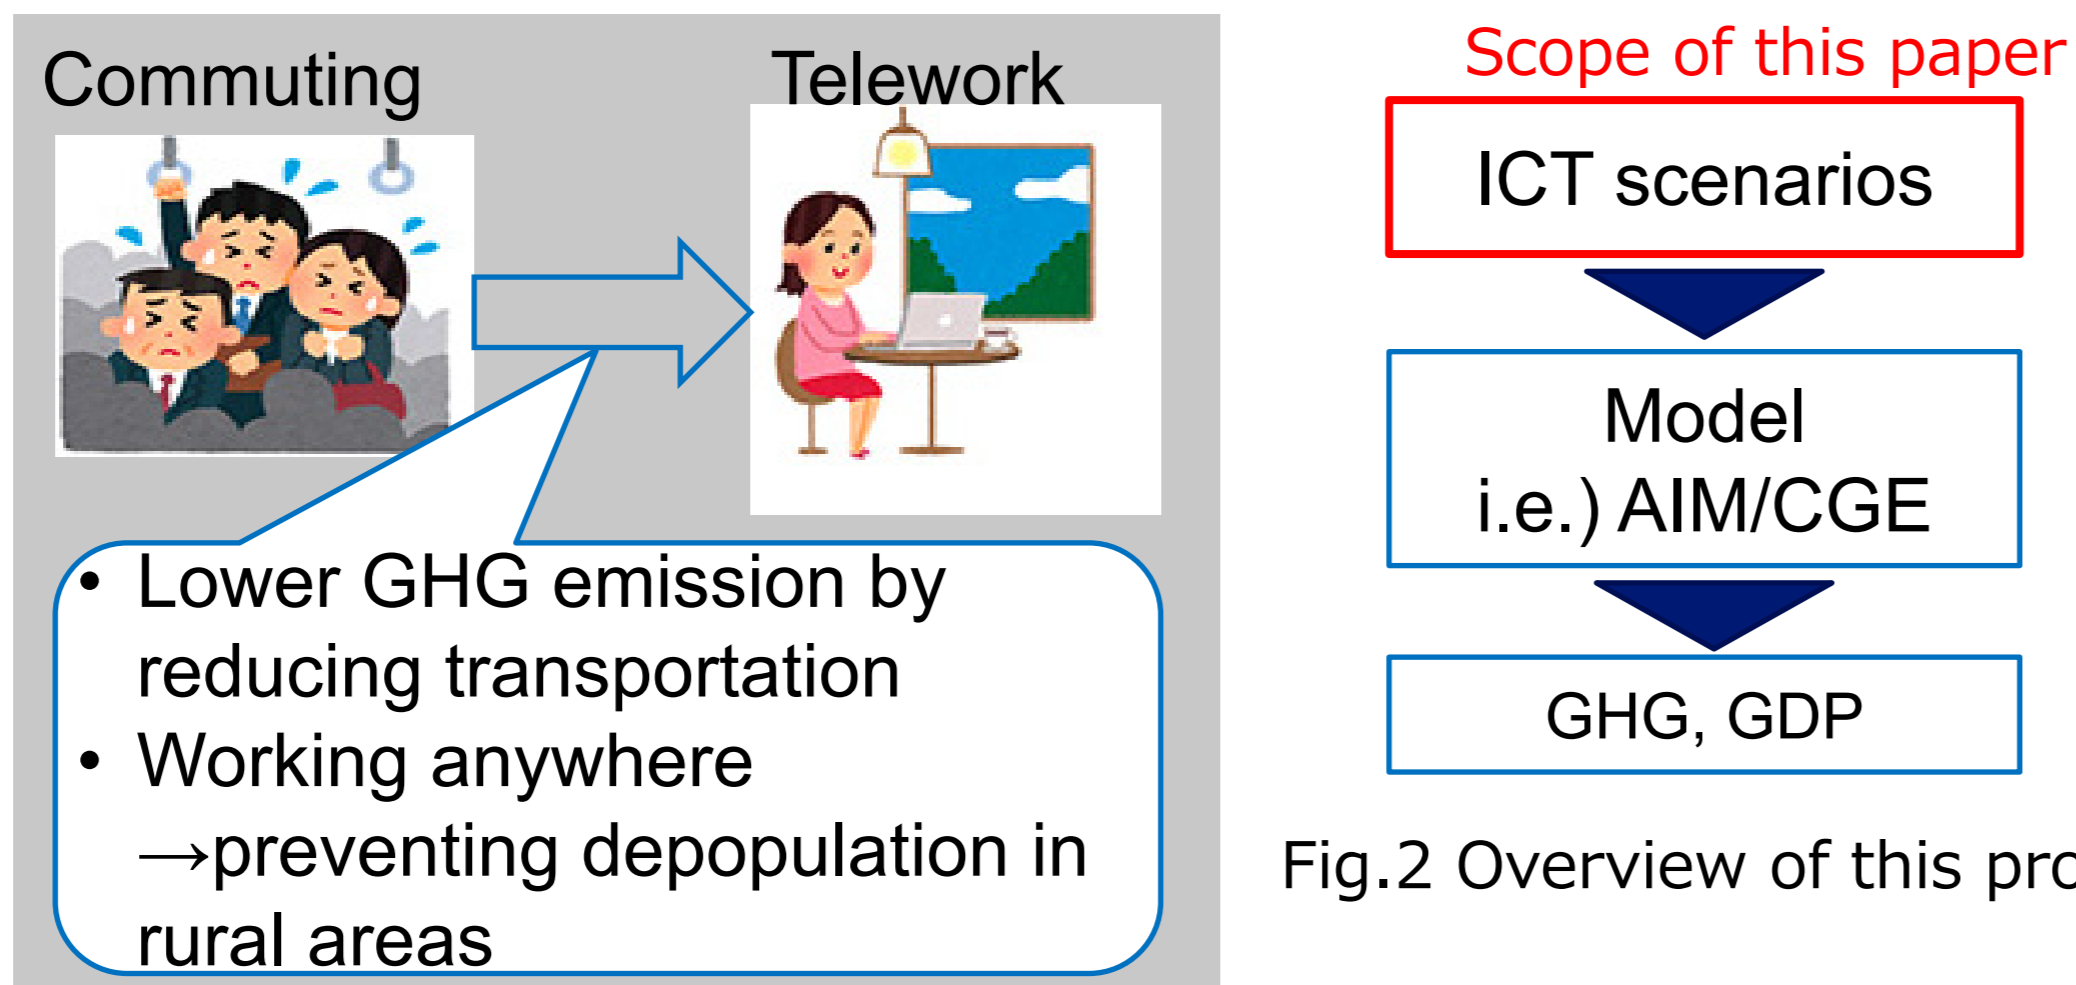 Commuting
Telework
• Lower GHG emission by
reducing transportation
• Working anywhere
• →preventing depopulation in
rural areas
Scope of this paper
ICT scenarios
Model
i.e.) AIM/CGE
GHG, GDP
Fig.2 Overview of this